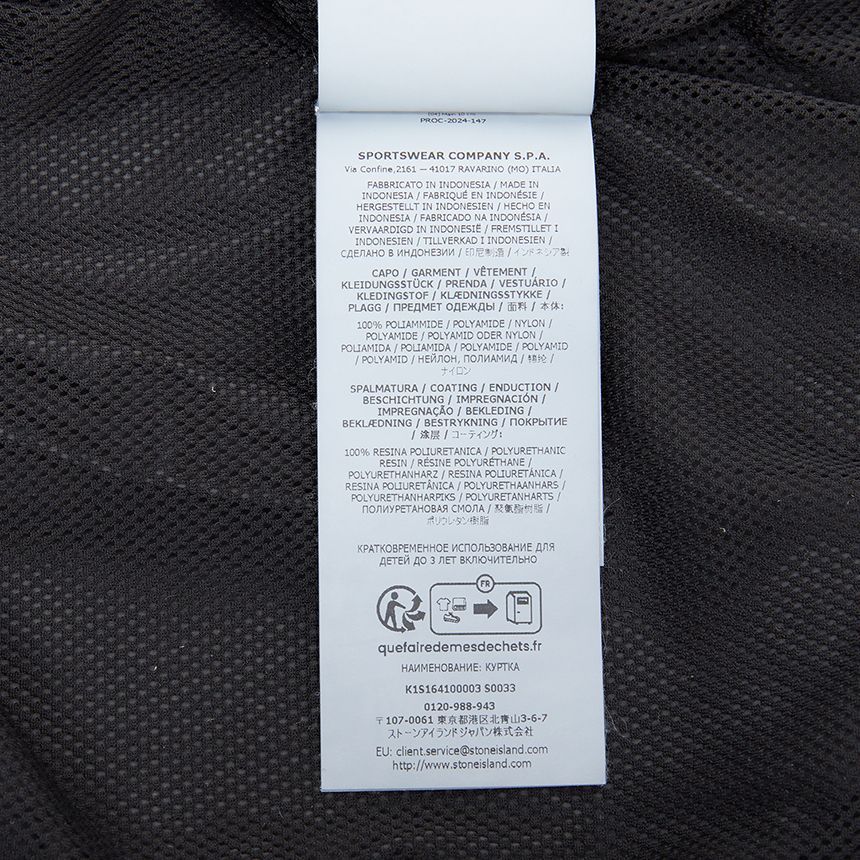 PROC-2024-147
SPORTSWEAR COMPANY S.P.A.
Via Confine,2161 — 41017 RAVARINO (MO) ITALIA
FABBRICATO IN INDONESIA / MADE IN
INDONESIA / FABRIQUÉ EN INDONÉSIE /
HERGESTELLT IN INDONESIEN / HECHO EN
INDONESIA / FABRICADO NA INDONÉSIA /
VERVAARDIGD IN INDONESIË / FREMSTILLET I
INDONESIEN / TILLVERKAD I INDONESIEN /
СДЕЛАНО В ИНДОНЕЗИИ / 印尼制造 / インドネシア製
CAPO / GARMENT / VÊTEMENT /
KLEIDUNGSSTÜCK / PRENDA / VESTUÁRIO /
KLEDINGSTOF / KLÆDNINGSSTYKKE /
PLAGG / ПРЕДМЕТ ОДЕЖДЫ / 面料 / 本体:
100% POLIAMMIDE / POLYAMIDE / NYLON /
POLYAMIDE / POLYAMID ODER NYLON /
POLIAMIDA / POLIAMIDA / POLYAMIDE / POLYAMID
/ POLYAMID / НЕЙЛОН, ПОЛИАМИД / 锦纶 /
ナイロン
SPALMATURA / COATING / ENDUCTION /
BESCHICHTUNG / IMPREGNACIÓN /
IMPREGNAÇÃO / BEKLEDING /
BEKLÆDNING / BESTRYKNING / ПОКРЫТИЕ
/ 涂层 / コーティング:
100% RESINA POLIURETANICA / POLYURETHANIC
RESIN / RÉSINE POLYURÉTHANE /
POLYURETHANHARZ / RESINA POLIURETÁNICA /
RESINA POLIURETÂNICA / POLYURETHAANHARS /
POLYURETHANHARPIKS / POLYURETANHARTS /
ПОЛИУРЕТАНОВАЯ СМОЛА / 聚氨酯树脂 /
ポリウレタン樹脂
КРАТКОВРЕМЕННОЕ ИСПОЛЬЗОВАНИЕ ДЛЯ
ДЕТЕЙ ДО 3 ЛЕТ ВКЛЮЧИТЕЛЬНО
FR
quefairedemesdechets.fr
НАИМЕНОВАНИЕ: КУРТКА
K1S164100003 S0033
0120-988-943
〒107-0061 東京都港区北青山3-6-7
ストーンアイランドジャパン株式会社
EU: client.service@stoneisland.com
http://www.stoneisland.com